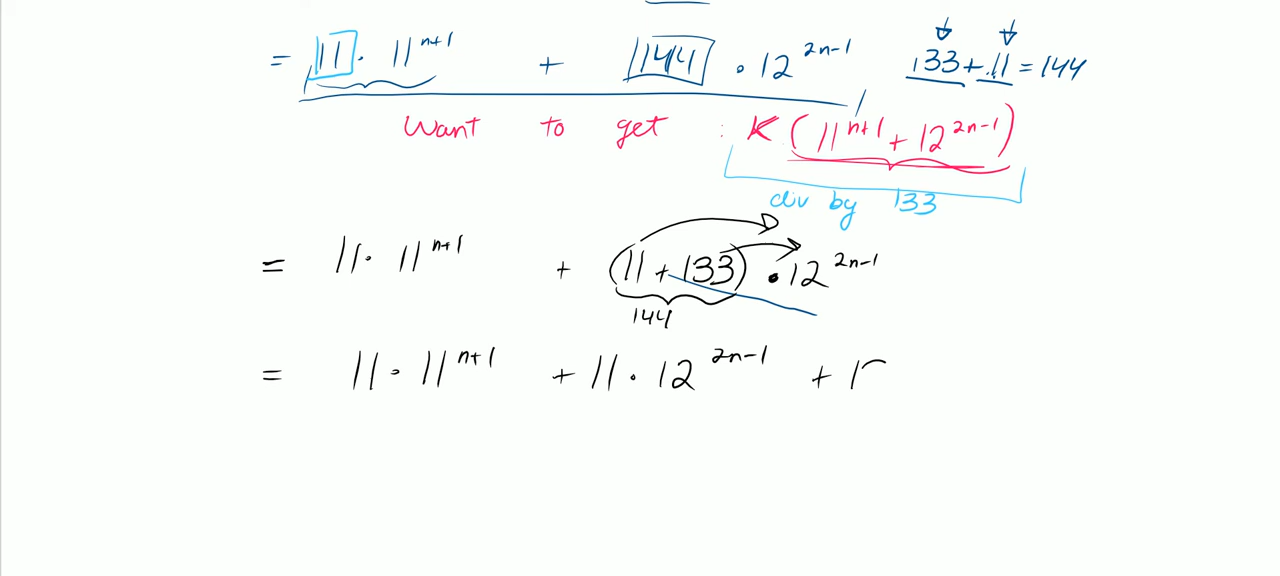 = 11 · 11^{n+1} + 144 · 12^{2n-1} 133 + 11 = 144
Want to get : K (11^{n+1} + 12^{2n-1})
div by 133
= 11 · 11^{n+1} + (11 + 133) · 12^{2n-1}
144
= 11 · 11^{n+1} + 11 · 12^{2n-1} + 1